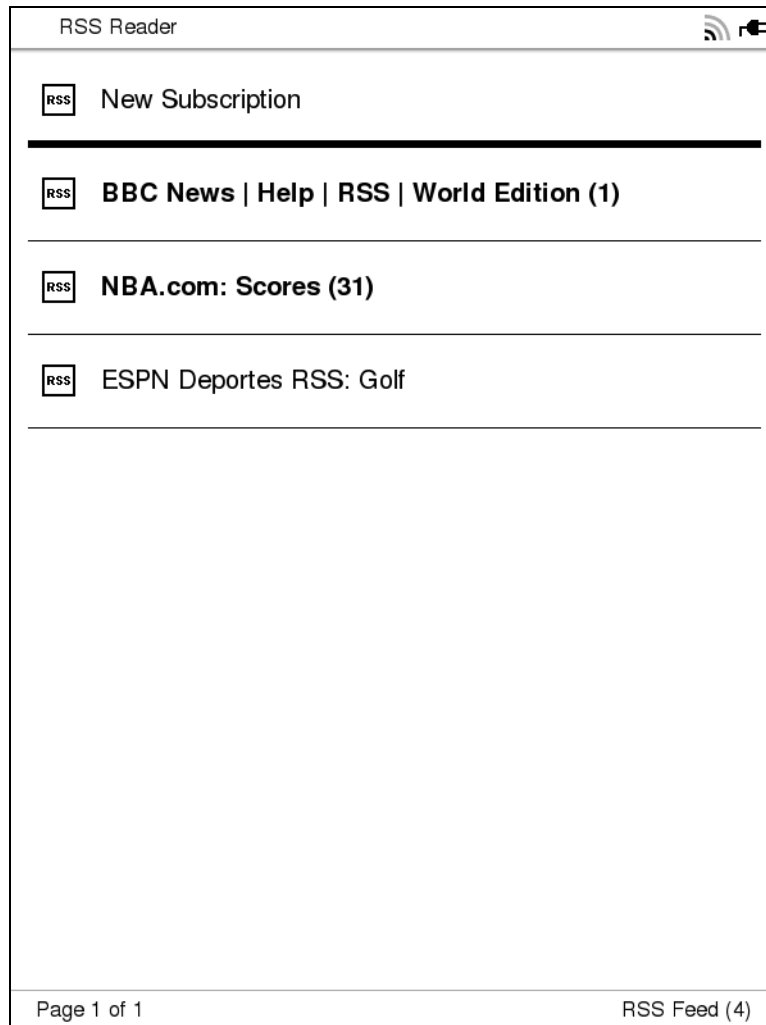 RSS Reader
RSS New Subscription
RSS BBC News | Help | RSS | World Edition (1)
RSS NBA.com: Scores (31)
RSS ESPN Deportes RSS: Golf
Page 1 of 1 RSS Feed (4)